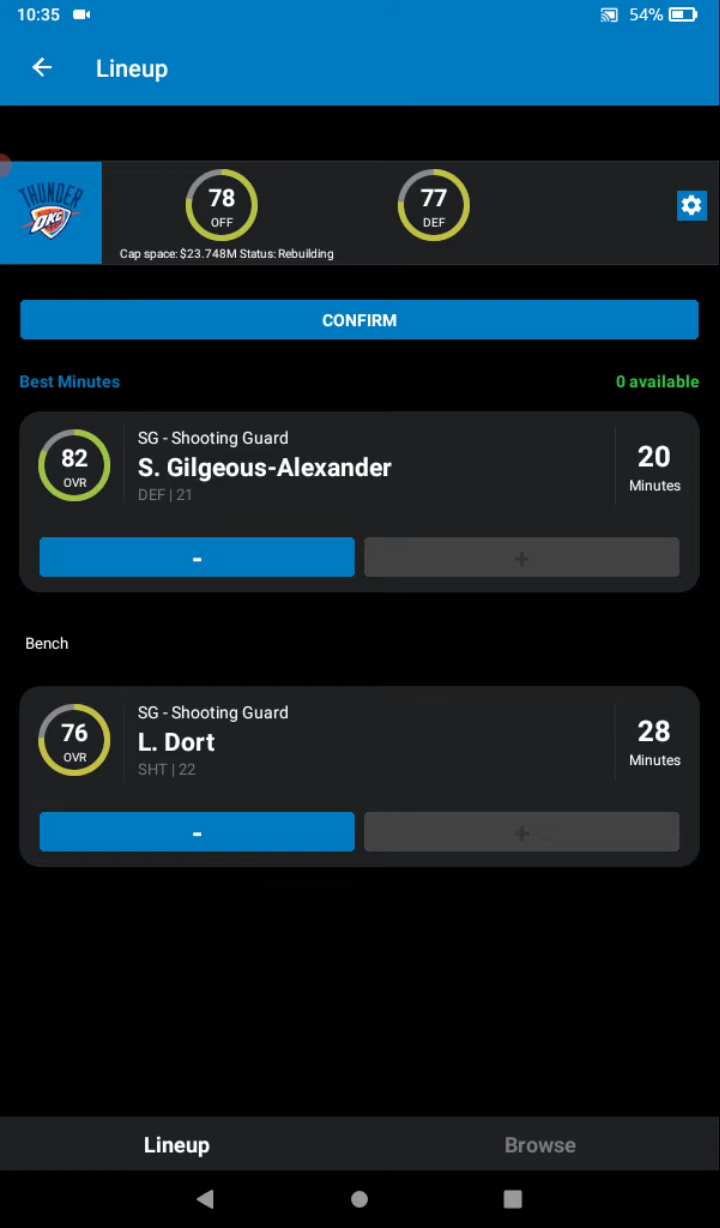 10:35
54%
Lineup
THUNDER
OKC
78
OFF
77
DEF
Cap space: $23.748M Status: Rebuilding
CONFIRM
Best Minutes
0 available
82
OVR
SG - Shooting Guard
S. Gilgeous-Alexander
DEF | 21
20
Minutes
-
+
Bench
76
OVR
SG - Shooting Guard
L. Dort
SHT | 22
28
Minutes
-
+
Lineup
Browse